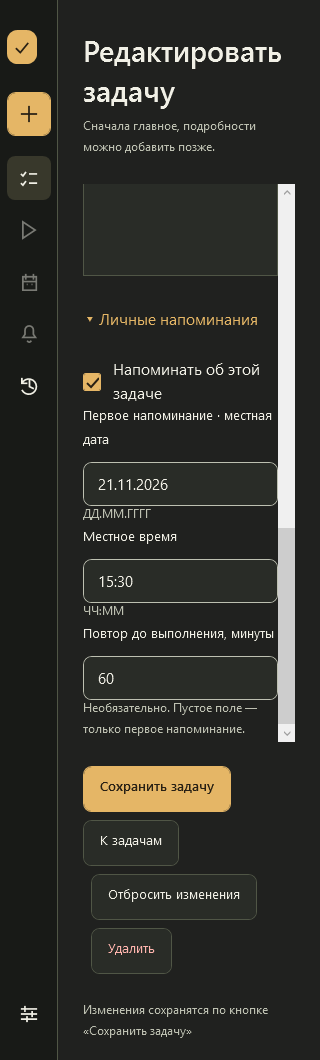 Редактировать
задачу
Сначала главное, подробности
можно добавить позже.
Личные напоминания
Напоминать об этой
задаче
Первое напоминание · местная
дата
21.11.2026
ДД.ММ.ГГГГ
Местное время
15:30
ЧЧ:ММ
Повтор до выполнения, минуты
60
Необязательно. Пустое поле —
только первое напоминание.
Сохранить задачу
К задачам
Отбросить изменения
Удалить
Изменения сохранятся по кнопке
«Сохранить задачу»